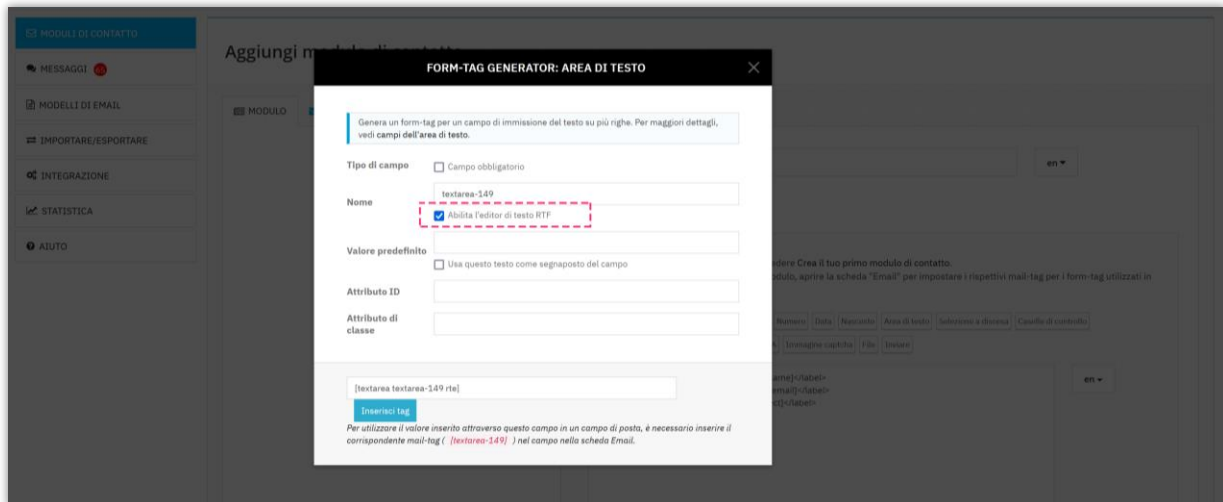 MODULI DI CONTATTO
MESSAGGI
MODELLI DI EMAIL
IMPORTARE/ESPORTARE
INTEGRAZIONE
STATISTICA
AIUTO
Aggiungi
MODULO
FORM-TAG GENERATOR: AREA DI TESTO
Genera un form-tag per un campo di immissione del testo su più righe. Per maggiori dettagli,
vedi campi dell'area di testo.
Tipo di campo
Campo obbligatorio
Nome
textarea-149
Abilita l'editor di testo RTF
Valore predefinito
Usa questo testo come segnaposto del campo
Attributo ID
Attributo di
classe
[textarea textarea-149 rte]
Inserisci tag
Per utilizzare il valore inserito attraverso questo campo in un campo di posta, è necessario inserire il
corrispondente mail-tag ( [textarea-149] ) nel campo nella scheda Email.
en
Crea il tuo primo modulo di contatto.
aprire la scheda "Email" per impostare i rispettivi mail-tag per i form-tag utilizzati in
Numero Data Nascosto Area di testo Selezione a discesa Caselle di controllo
Immagine captcha File Inviare
</label>
</label>
</label>
en